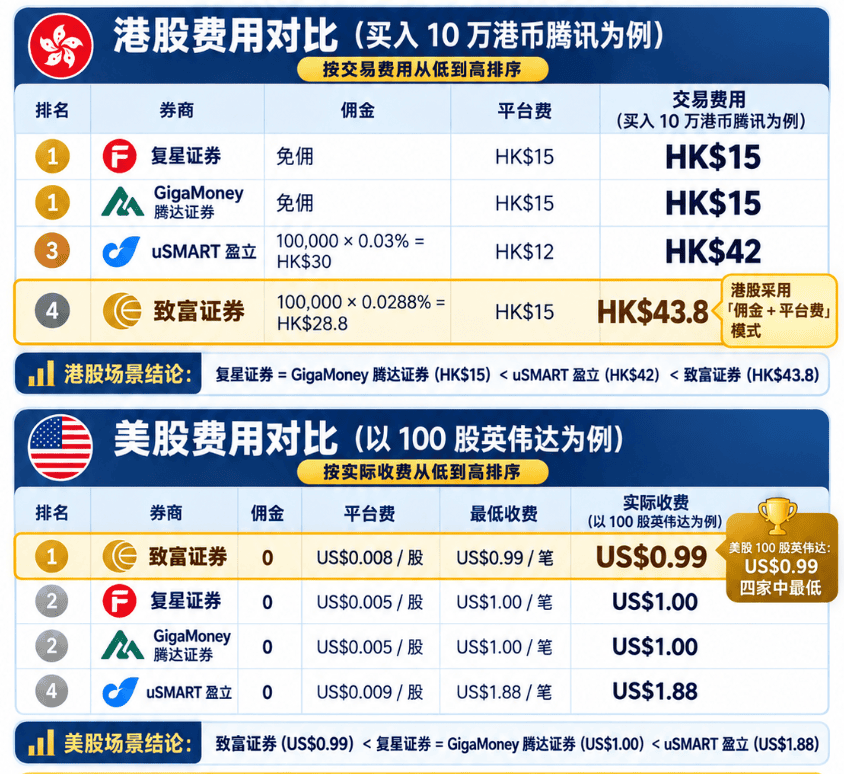 港股费用对比（买入 10 万港币腾讯为例）
按交易费用从低到高排序
排名 券商 佣金 平台费 交易费用
（买入 10 万港币腾讯为例）
1 复星证券 免佣 HK$15 HK$15
1 GigaMoney 腾达证券 免佣 HK$15 HK$15
3 uSMART 盈立 100,000 × 0.03% = HK$30 HK$12 HK$42
4 致富证券 100,000 × 0.0288% = HK$28.8 HK$15 HK$43.8
港股采用
「佣金 + 平台费」
模式
港股场景结论： 复星证券 = GigaMoney 腾达证券 (HK$15) < uSMART 盈立 (HK$42) < 致富证券 (HK$43.8)
美股费用对比（以 100 股英伟达为例）
按实际收费从低到高排序
排名 券商 佣金 平台费 最低收费 实际收费
（以 100 股英伟达为例）
1 致富证券 0 US$0.008 / 股 US$0.99 / 笔 US$0.99
美股 100 股英伟达：
US$0.99
四家中最低
2 复星证券 0 US$0.005 / 股 US$1.00 / 笔 US$1.00
2 GigaMoney 腾达证券 0 US$0.005 / 股 US$1.00 / 笔 US$1.00
4 uSMART 盈立 0 US$0.009 / 股 US$1.88 / 笔 US$1.88
美股场景结论： 致富证券 (US$0.99) < 复星证券 = GigaMoney 腾达证券 (US$1.00) < uSMART 盈立 (US$1.88)